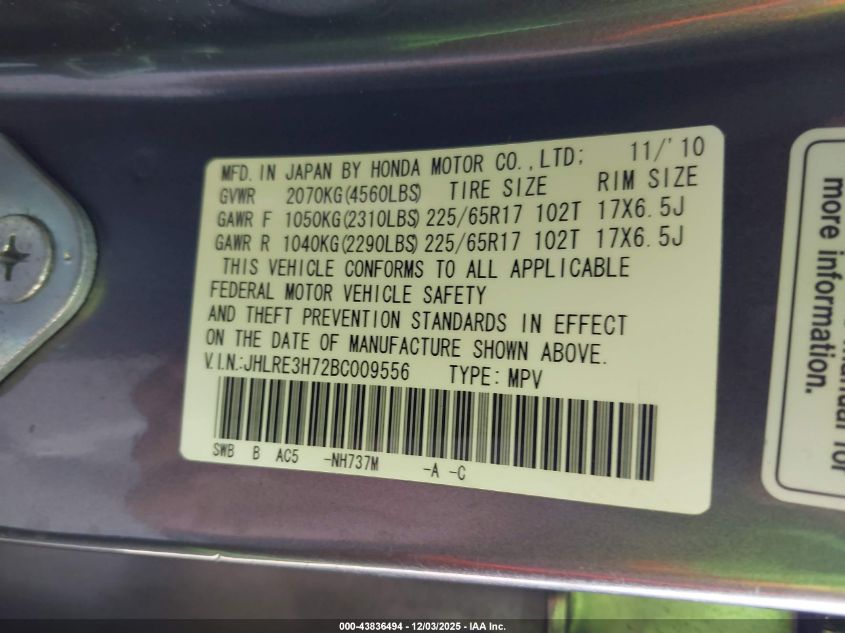 MFD. IN JAPAN BY HONDA MOTOR CO.,LTD; 11/'10
GVWR 2070KG(4560LBS) TIRE SIZE RIM SIZE
GAWR F 1050KG(2310LBS) 225/65R17 102T 17X6.5J
GAWR R 1040KG(2290LBS) 225/65R17 102T 17X6.5J
THIS VEHICLE CONFORMS TO ALL APPLICABLE
FEDERAL MOTOR VEHICLE SAFETY
AND THEFT PREVENTION STANDARDS IN EFFECT
ON THE DATE OF MANUFACTURE SHOWN ABOVE.
V.I.N.:JHLRE3H72BC009556 TYPE: MPV
SWB B AC5 -NH737M -A -C
manual for
more information.
000-43836494 - 12/03/2025 - IAA Inc.